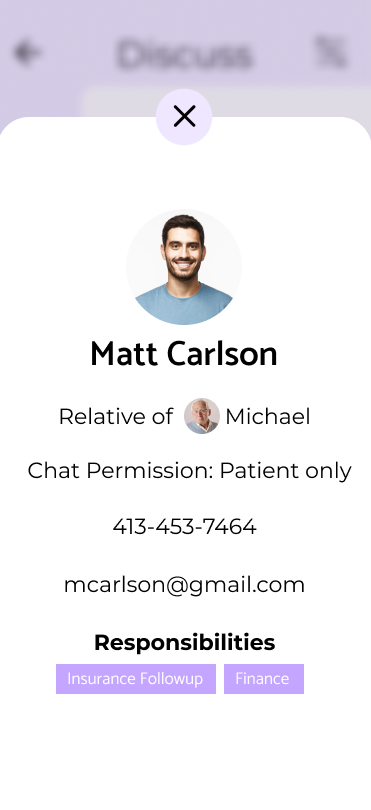 Discuss
Matt Carlson
Relative of Michael
Chat Permission: Patient only
413-453-7464
mcarlson@gmail.com
Responsibilities
Insurance Followup Finance